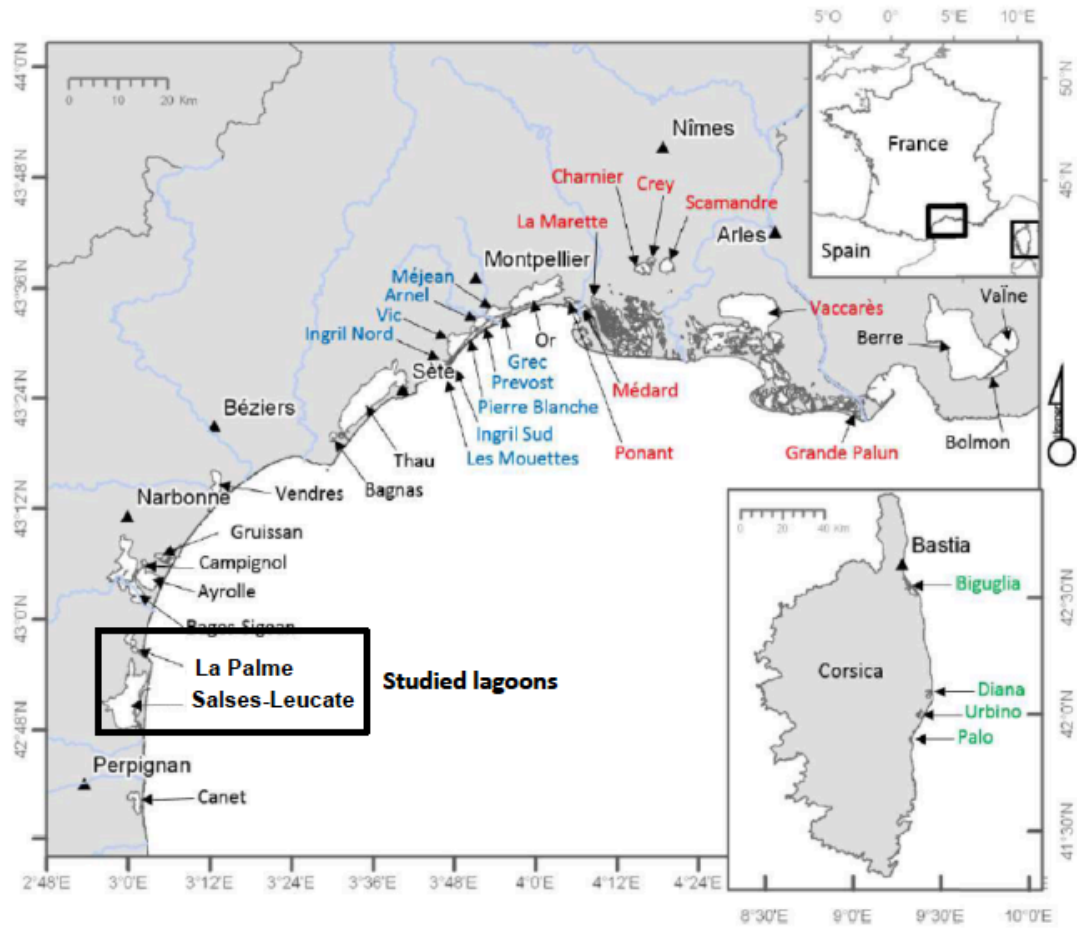 5°O 0° 5°E 10°E
50°N
45°N
France
Spain
0 10 20 Km
44°0'N
43°48'N
43°36'N
43°24'N
43°12'N
43°0'N
42°48'N
Nîmes
Charnier
Crey
Scamandre
La Marette
Arles
Montpellier
Méjean
Arnel
Vic
Ingril Nord
Vaccarès
Vaïne
Berre
Or
Grec
Sète
Prevost
Médard
Pierre Blanche
Béziers
Ingril Sud
Les Mouettes
Ponant
Grande Palun
Bolmon
Thau
Bagnas
Vendres
Narbonne
Gruissan
Campignol
Ayrolle
Bages-Sigean
La Palme
Salses-Leucate
Studied lagoons
Perpignan
Canet
0 20 40 Km
Bastia
Biguglia
Corsica
Diana
Urbino
Palo
42°30'N
42°0'N
41°30'N
2°48'E 3°0'E 3°12'E 3°24'E 3°36'E 3°48'E 4°0'E 4°12'E 4°24'E
8°30'E 9°0'E 9°30'E 10°0'E